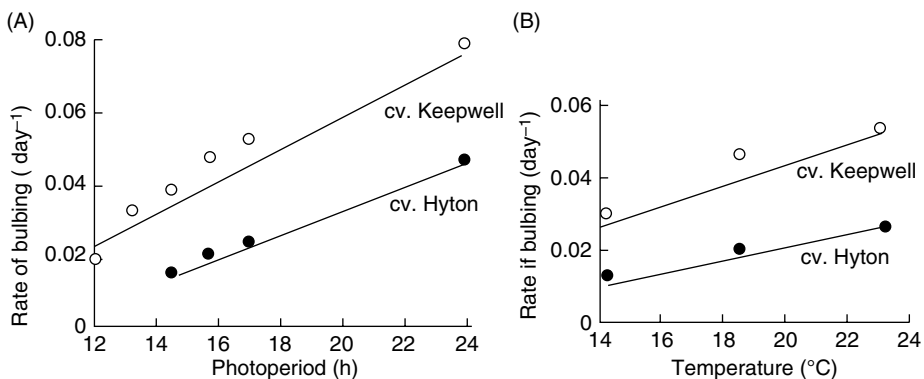 (A)
Rate of bulbing ( day–1)
0.08
0.06
0.04
0.02
0
12 14 16 18 20 22 24
Photoperiod (h)
cv. Keepwell
cv. Hyton
(B)
Rate if bulbing (day–1)
0.06
0.04
0.02
0
14 16 18 20 22 24
Temperature (°C)
cv. Keepwell
cv. Hyton